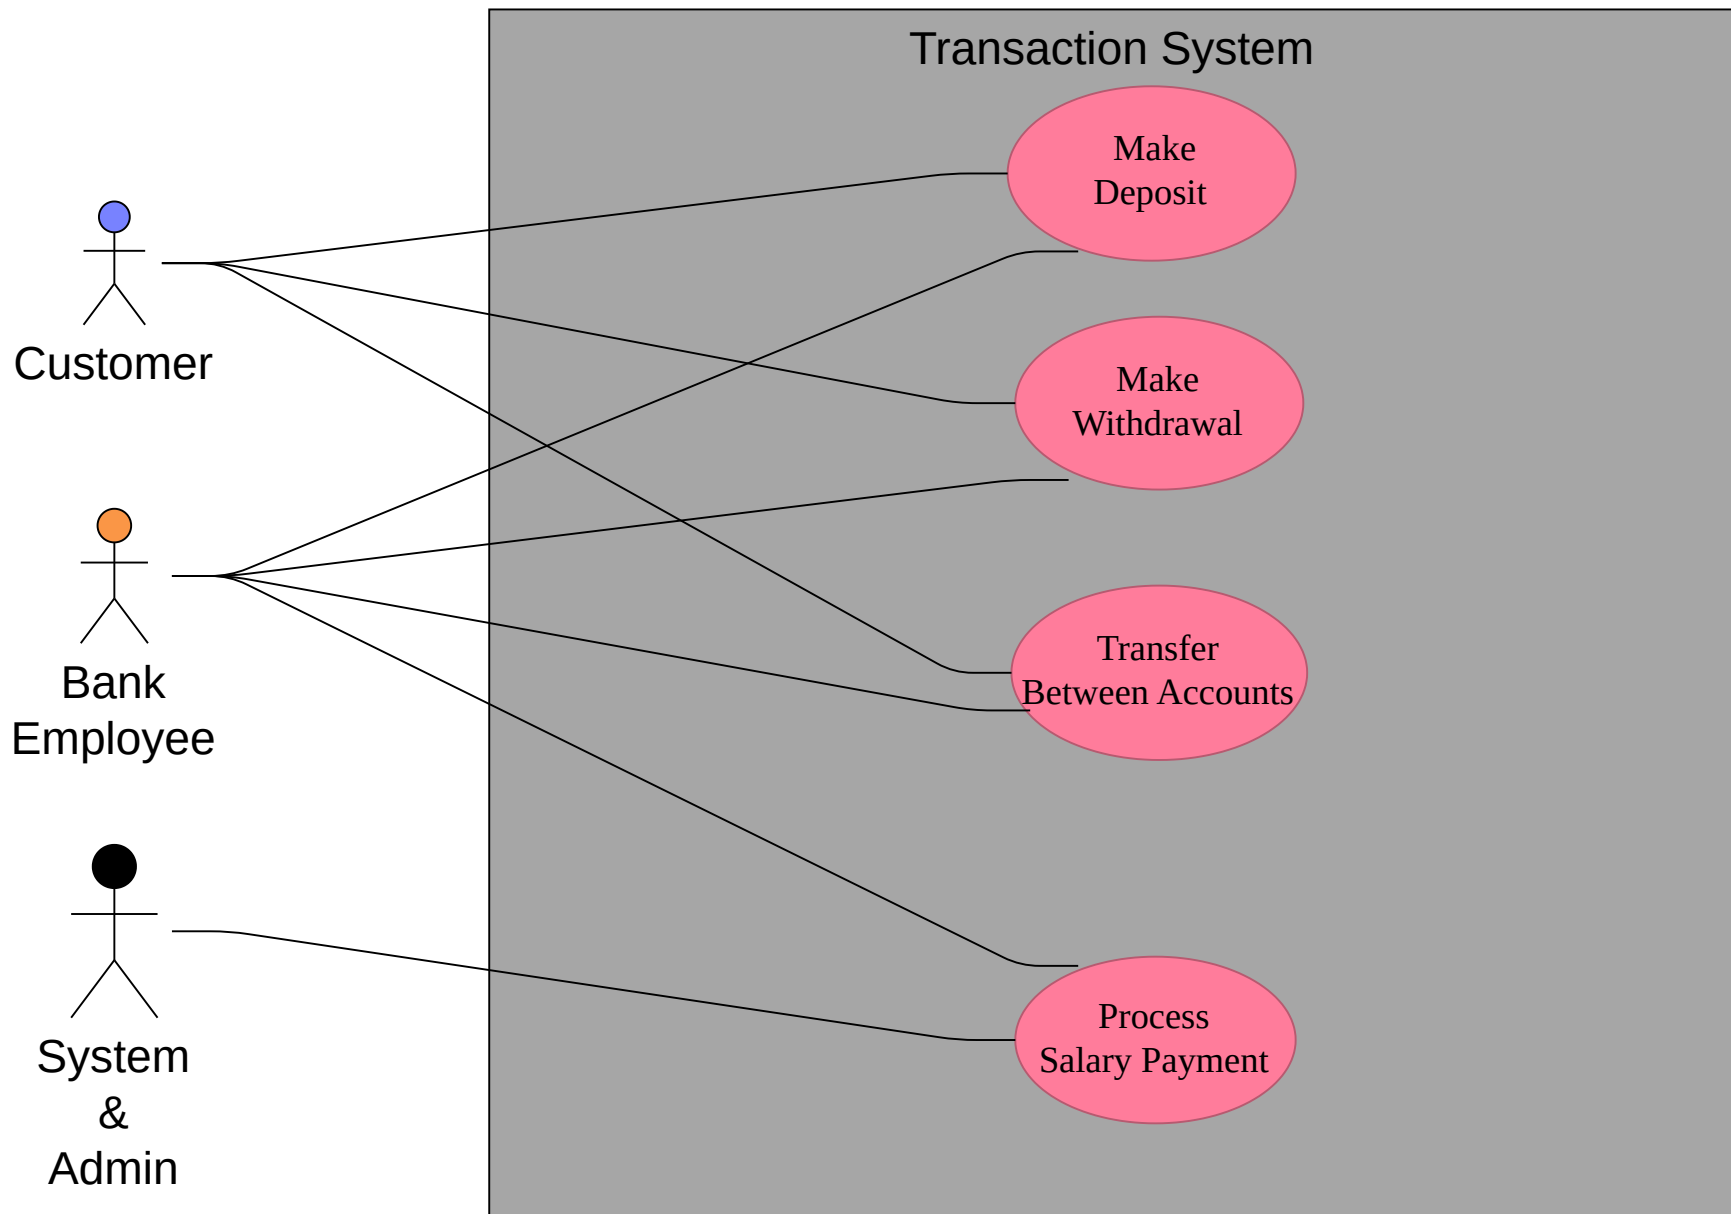 Transaction System
Make
Deposit
Customer
Make
Withdrawal
Bank
Employee
Transfer
Between Accounts
System
&
Admin
Process
Salary Payment